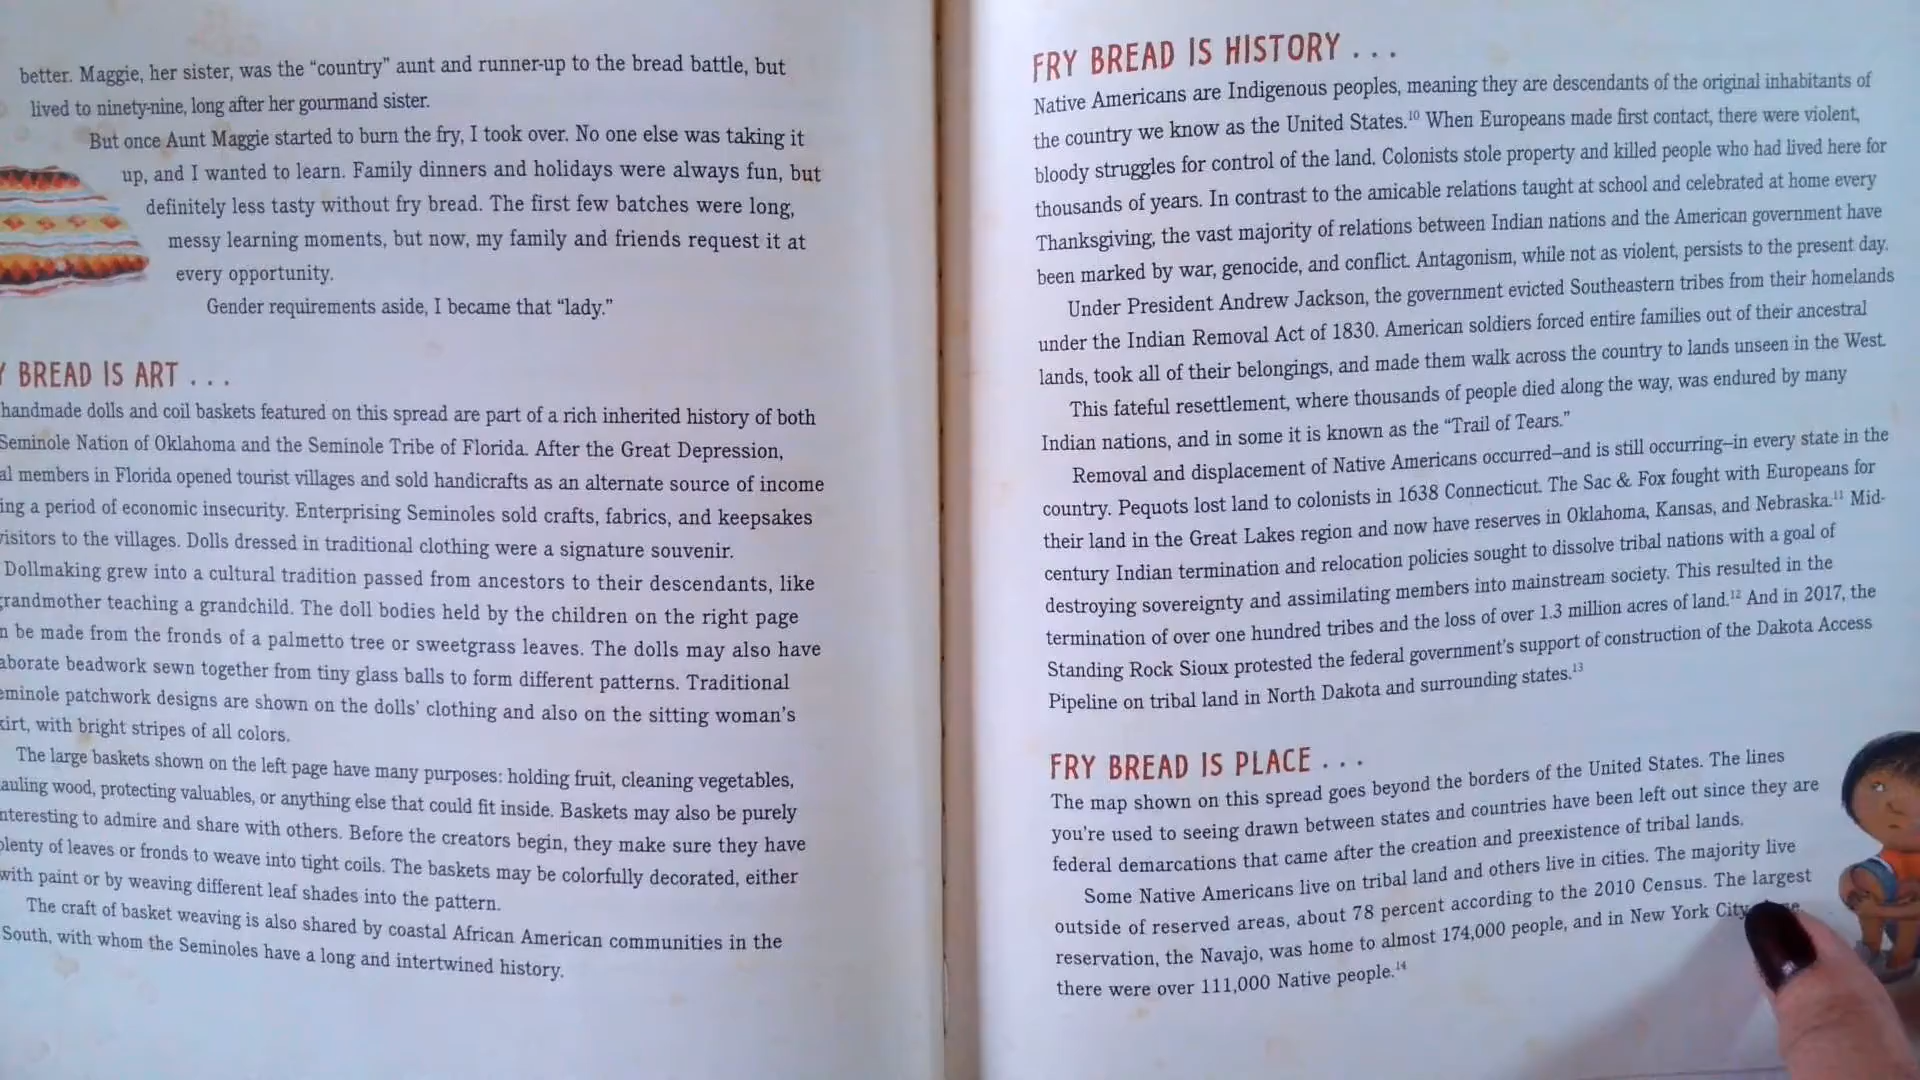 better. Maggie, her sister, was the “country” aunt and runner-up to the bread battle, but
lived to ninety-nine, long after her gourmand sister.
But once Aunt Maggie started to burn the fry, I took over. No one else was taking it
up, and I wanted to learn. Family dinners and holidays were always fun, but
definitely less tasty without fry bread. The first few batches were long,
messy learning moments, but now, my family and friends request it at
every opportunity.
Gender requirements aside, I became that “lady.”
BREAD IS ART . . .
handmade dolls and coil baskets featured on this spread are part of a rich inherited history of both
Seminole Nation of Oklahoma and the Seminole Tribe of Florida. After the Great Depression,
members in Florida opened tourist villages and sold handicrafts as an alternate source of income
a period of economic insecurity. Enterprising Seminoles sold crafts, fabrics, and keepsakes
visitors to the villages. Dolls dressed in traditional clothing were a signature souvenir.
Dollmaking grew into a cultural tradition passed from ancestors to their descendants, like
grandmother teaching a grandchild. The doll bodies held by the children on the right page
be made from the fronds of a palmetto tree or sweetgrass leaves. The dolls may also have
beadwork sewn together from tiny glass balls to form different patterns. Traditional
patchwork designs are shown on the dolls’ clothing and also on the sitting woman’s
with bright stripes of all colors.
The large baskets shown on the left page have many purposes: holding fruit, cleaning vegetables,
wood, protecting valuables, or anything else that could fit inside. Baskets may also be purely
to admire and share with others. Before the creators begin, they make sure they have
plenty of leaves or fronds to weave into tight coils. The baskets may be colorfully decorated, either
with paint or by weaving different leaf shades into the pattern.
The craft of basket weaving is also shared by coastal African American communities in the
South, with whom the Seminoles have a long and intertwined history.
FRY BREAD IS HISTORY . . .
Native Americans are Indigenous peoples, meaning they are descendants of the original inhabitants of
the country we know as the United States.¹⁰ When Europeans made first contact, there were violent,
bloody struggles for control of the land. Colonists stole property and killed people who had lived here for
thousands of years. In contrast to the amicable relations taught at school and celebrated at home every
Thanksgiving, the vast majority of relations between Indian nations and the American government have
been marked by war, genocide, and conflict. Antagonism, while not as violent, persists to the present day.
Under President Andrew Jackson, the government evicted Southeastern tribes from their homelands
under the Indian Removal Act of 1830. American soldiers forced entire families out of their ancestral
lands, took all of their belongings, and made them walk across the country to lands unseen in the West.
This fateful resettlement, where thousands of people died along the way, was endured by many
Indian nations, and in some it is known as the “Trail of Tears.”
Removal and displacement of Native Americans occurred—and is still occurring—in every state in the
country. Pequots lost land to colonists in 1638 Connecticut. The Sac & Fox fought with Europeans for
their land in the Great Lakes region and now have reserves in Oklahoma, Kansas, and Nebraska.¹¹ Mid-
century Indian termination and relocation policies sought to dissolve tribal nations with a goal of
destroying sovereignty and assimilating members into mainstream society. This resulted in the
termination of over one hundred tribes and the loss of over 1.3 million acres of land.¹² And in 2017, the
Standing Rock Sioux protested the federal government’s support of construction of the Dakota Access
Pipeline on tribal land in North Dakota and surrounding states.¹³
FRY BREAD IS PLACE . . .
The map shown on this spread goes beyond the borders of the United States. The lines
you’re used to seeing drawn between states and countries have been left out since they are
federal demarcations that came after the creation and preexistence of tribal lands.
Some Native Americans live on tribal land and others live in cities. The majority live
outside of reserved areas, about 78 percent according to the 2010 Census. The largest
reservation, the Navajo, was home to almost 174,000 people, and in New York City
there were over 111,000 Native people.¹⁴